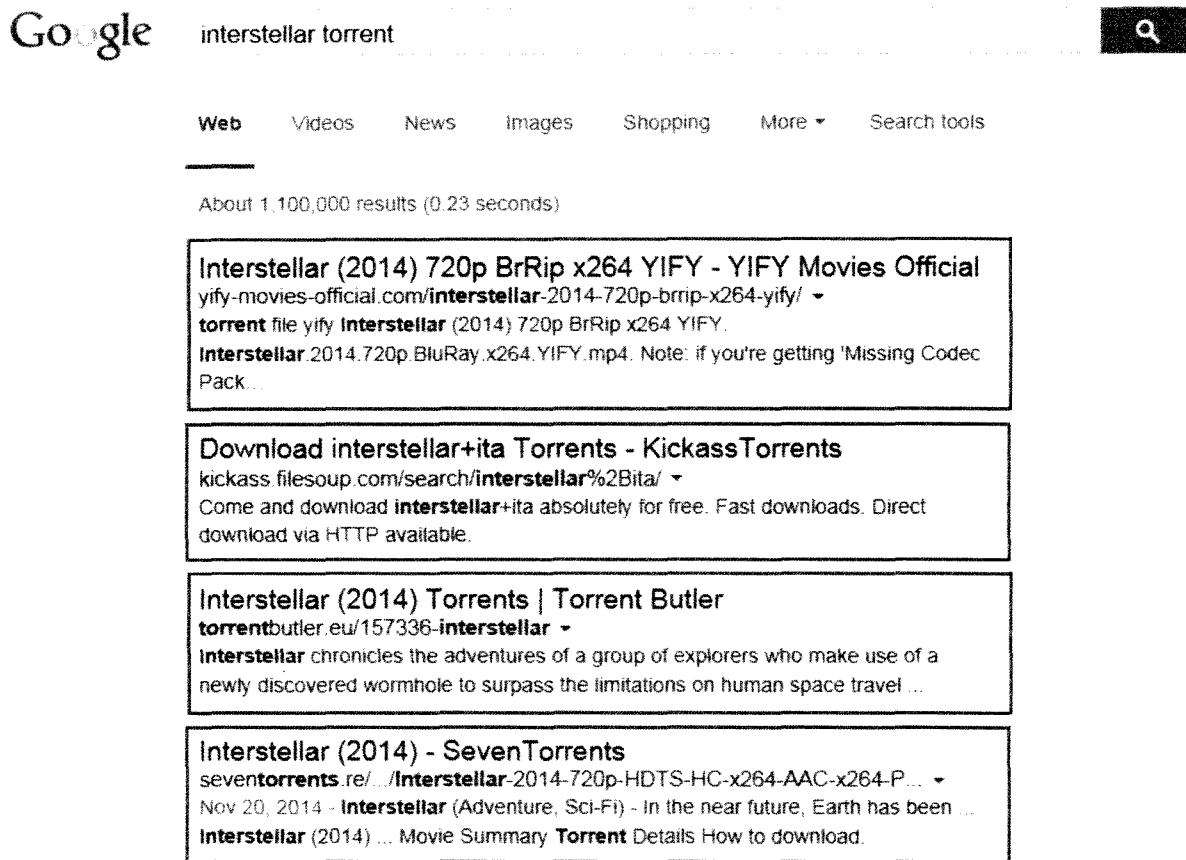 Google
interstellar torrent
Web Videos News Images Shopping More Search tools
About 1,100,000 results (0.23 seconds)
Interstellar (2014) 720p BrRip x264 YIFY - YIFY Movies Official
yify-movies-official.com/interstellar-2014-720p-brrip-x264-yify/
torrent file yify Interstellar (2014) 720p BrRip x264 YIFY.
Interstellar.2014.720p.BluRay.x264.YIFY.mp4. Note: if you're getting 'Missing Codec
Pack...
Download interstellar+ita Torrents - KickassTorrents
kickass.filesoup.com/search/interstellar%2Bita/
Come and download interstellar+ita absolutely for free. Fast downloads. Direct
download via HTTP available.
Interstellar (2014) Torrents | Torrent Butler
torrentbutler.eu/157336-interstellar
Interstellar chronicles the adventures of a group of explorers who make use of a
newly discovered wormhole to surpass the limitations on human space travel ...
Interstellar (2014) - SevenTorrents
seventorrents.re/.../Interstellar-2014-720p-HDTS-HC-x264-AAC-x264-P...
Nov 20, 2014 - Interstellar (Adventure, Sci-Fi) - In the near future, Earth has been ...
Interstellar (2014) ... Movie Summary Torrent Details How to download.